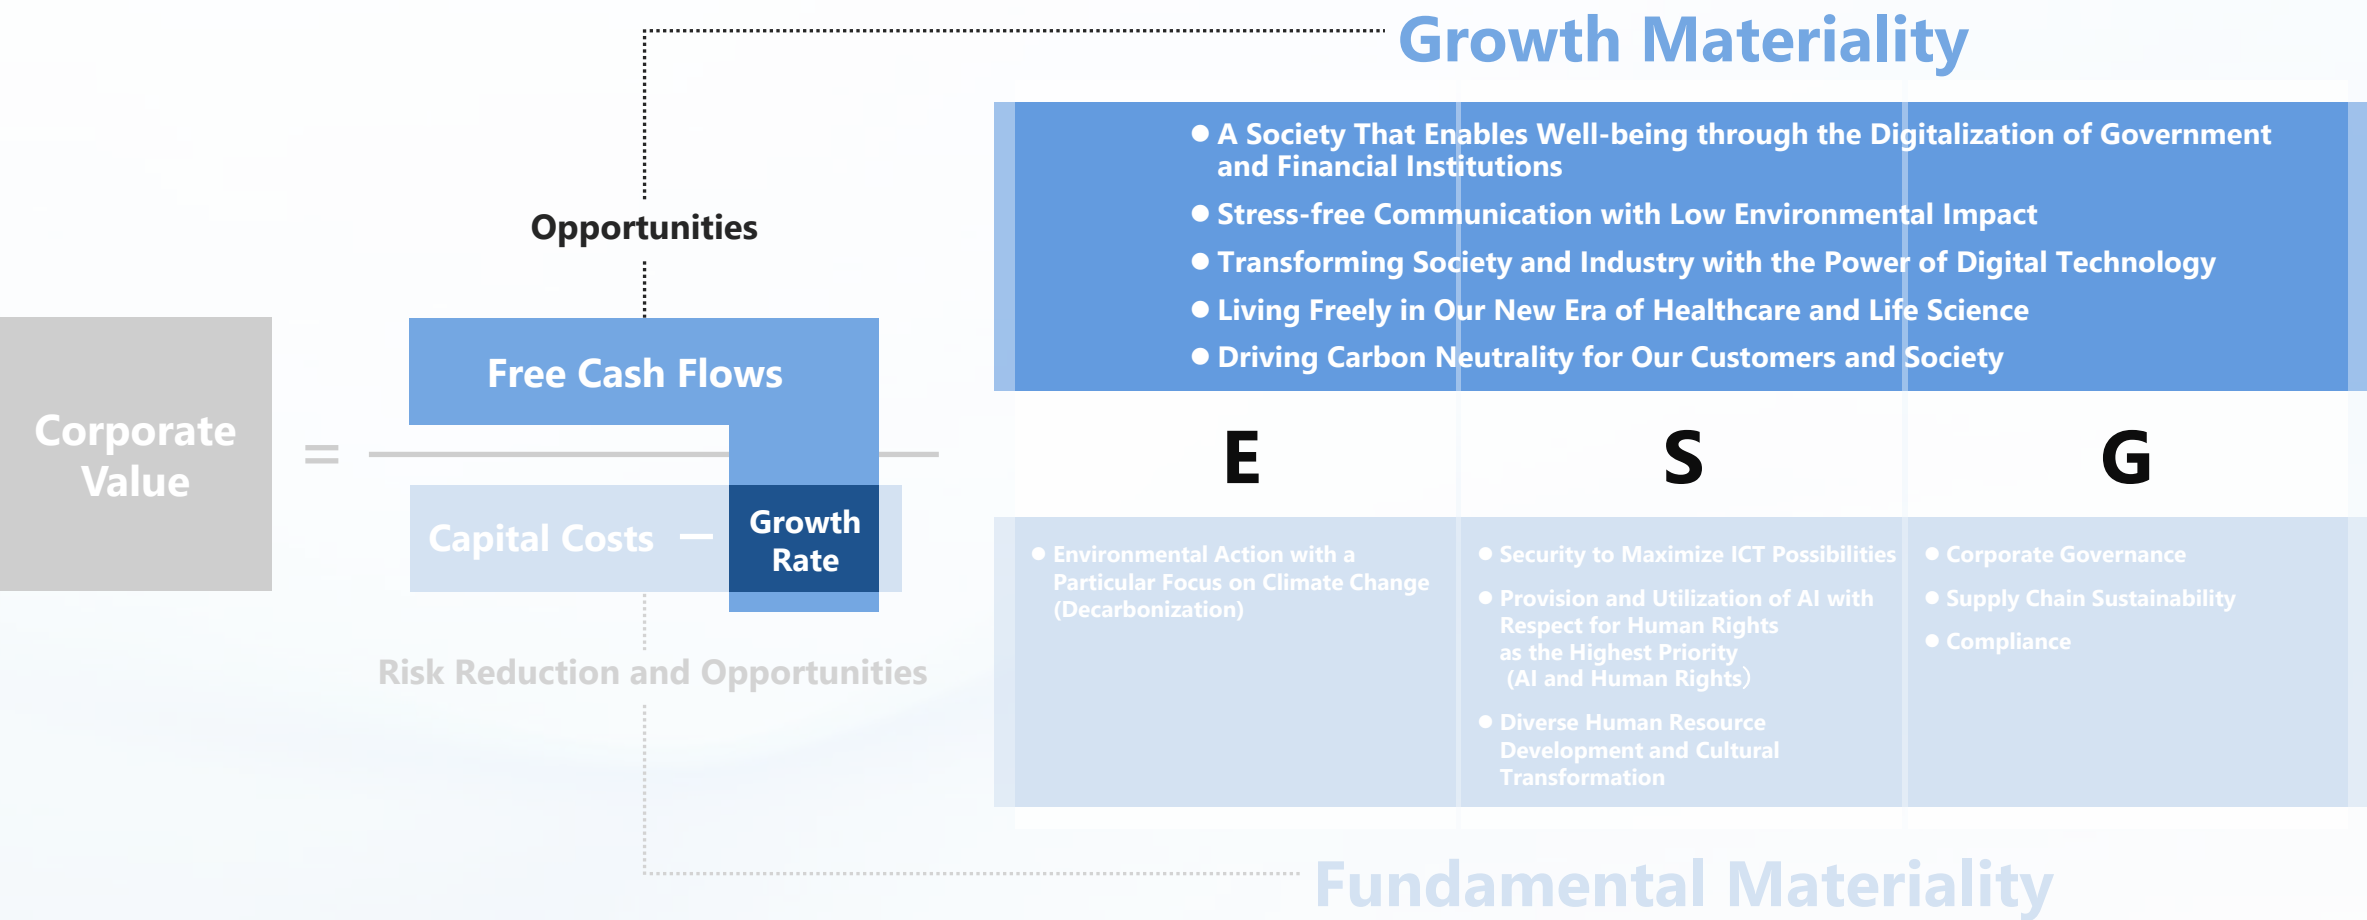 Growth Materiality
● A Society That Enables Well-being through the Digitalization of Government
and Financial Institutions
● Stress-free Communication with Low Environmental Impact
● Transforming Society and Industry with the Power of Digital Technology
● Living Freely in Our New Era of Healthcare and Life Science
● Driving Carbon Neutrality for Our Customers and Society
Opportunities
Free Cash Flows
Corporate
Value
=
Capital Costs —
Growth
Rate
Risk Reduction and Opportunities
E
S
G
● Environmental Action with a
Particular Focus on Climate Change
(Decarbonization)
● Security to Maximize ICT Possibilities
● Provision and Utilization of AI with
Respect for Human Rights
as the Highest Priority
(AI and Human Rights）
● Diverse Human Resource
Development and Cultural
Transformation
● Corporate Governance
● Supply Chain Sustainability
● Compliance
Fundamental Materiality